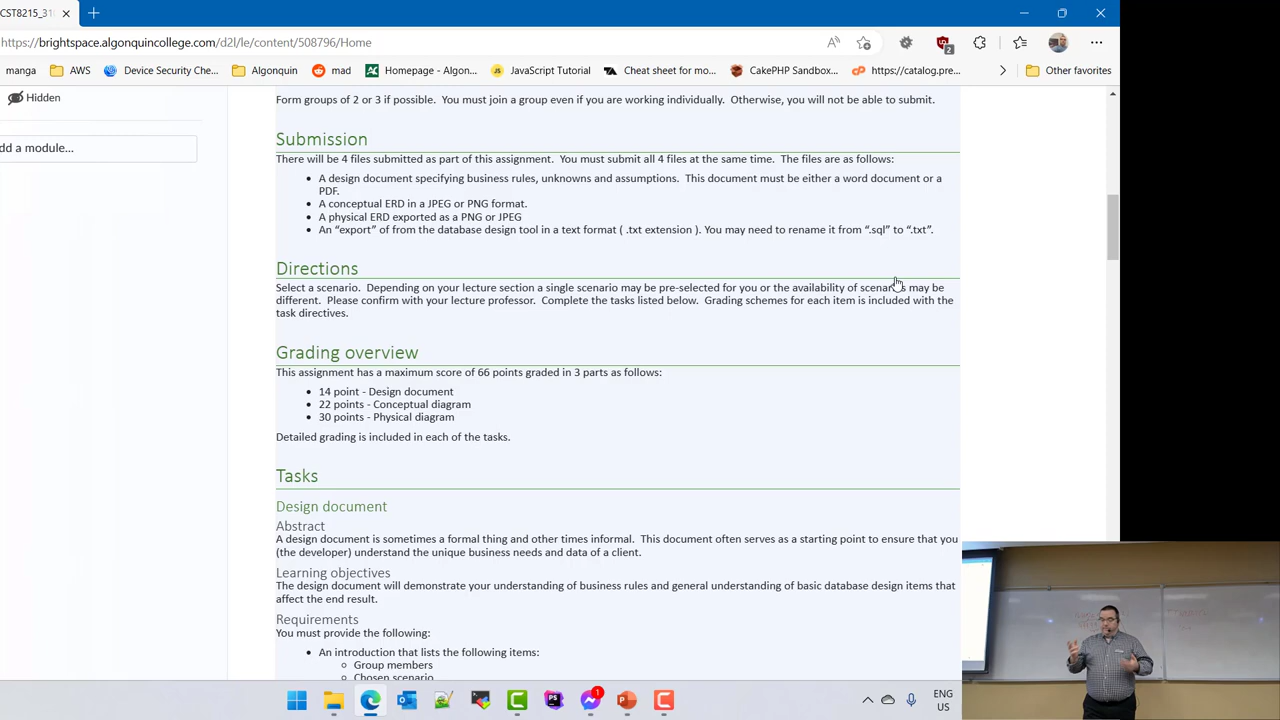 CST8215_31
https://brightspace.algonquincollege.com/d2l/le/content/508796/Home
2
manga
AWS
Device Security Che...
Algonquin
mad
Homepage - Algon...
JavaScript Tutorial
Cheat sheet for mo...
CakePHP Sandbox...
https://catalog.pre...
Other favorites
Hidden
dd a module...
Form groups of 2 or 3 if possible. You must join a group even if you are working individually. Otherwise, you will not be able to submit.
Submission
There will be 4 files submitted as part of this assignment. You must submit all 4 files at the same time. The files are as follows:
• A design document specifying business rules, unknowns and assumptions. This document must be either a word document or a
PDF.
• A conceptual ERD in a JPEG or PNG format.
• A physical ERD exported as a PNG or JPEG
• An “export” of from the database design tool in a text format ( .txt extension ). You may need to rename it from “.sql” to “.txt”.
Directions
Select a scenario. Depending on your lecture section a single scenario may be pre-selected for you or the availability of scenarios may be
different. Please confirm with your lecture professor. Complete the tasks listed below. Grading schemes for each item is included with the
task directives.
Grading overview
This assignment has a maximum score of 66 points graded in 3 parts as follows:
• 14 point - Design document
• 22 points - Conceptual diagram
• 30 points - Physical diagram
Detailed grading is included in each of the tasks.
Tasks
Design document
Abstract
A design document is sometimes a formal thing and other times informal. This document often serves as a starting point to ensure that you
(the developer) understand the unique business needs and data of a client.
Learning objectives
The design document will demonstrate your understanding of business rules and general understanding of basic database design items that
affect the end result.
Requirements
You must provide the following:
• An introduction that lists the following items:
○ Group members
○ Chosen scenario
1
ENG
US